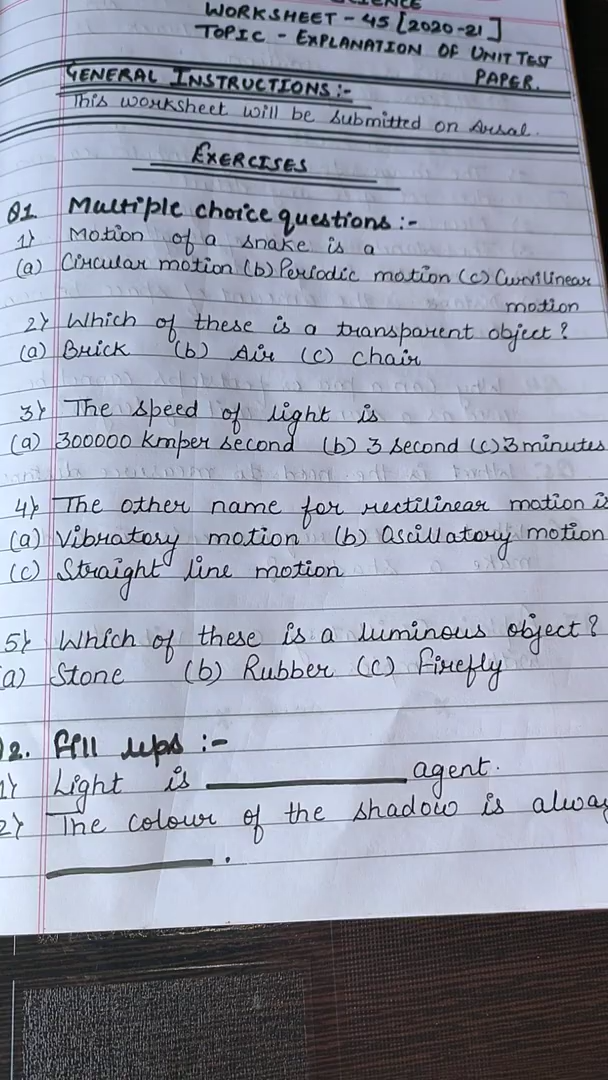 WORKSHEET - 45 [2020-21]
TOPIC - EXPLANATION OF UNIT TEST
PAPER.
GENERAL INSTRUCTIONS :-
This worksheet will be submitted on
EXERCISES
Q1 Multiple choice questions :-
1) Motion of a snake is a
(a) Circular motion (b) Periodic motion (c) Curvilinear
motion
2) Which of these is a transparent object?
(a) Brick (b) Air (c) chair
3) The speed of light is
(a) 300000 km per second (b) 3 second (c) 3 minutes
4) The other name for rectilinear motion is
(a) Vibratory motion (b) Oscillatory motion
(c) Straight line motion
5) Which of these is a luminous object?
(a) Stone (b) Rubber (c) Firefly
2. Fill ups :-
1) Light is ________ agent.
2) The colour of the shadow is alway
________.